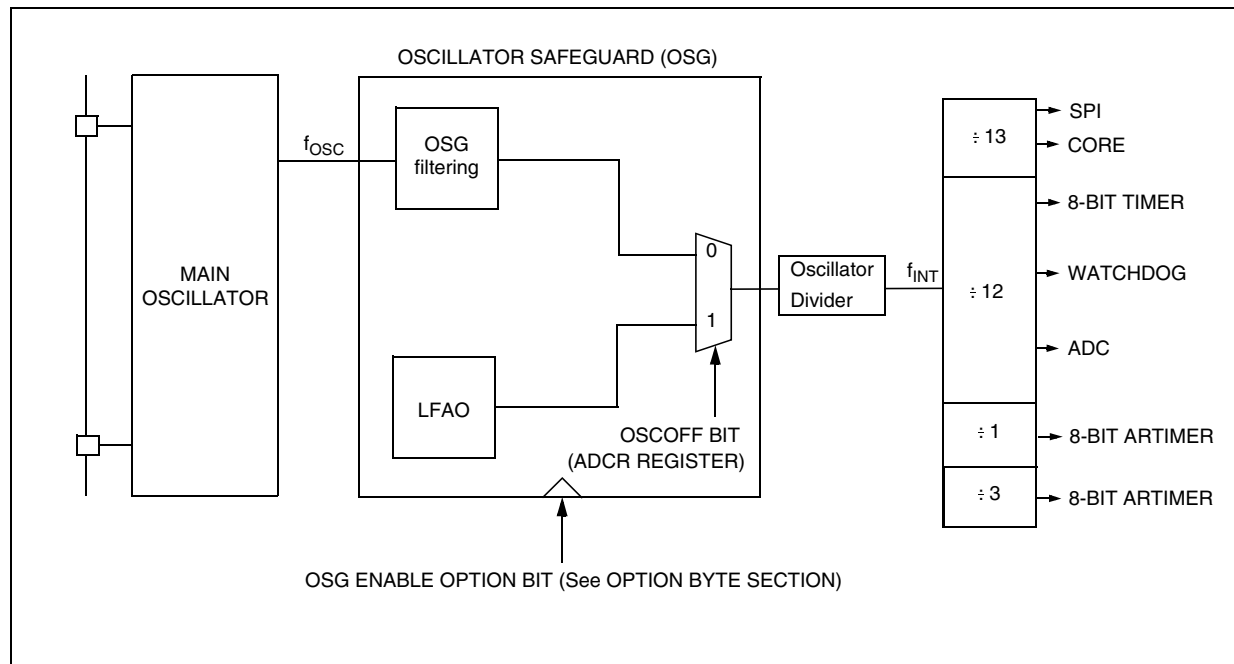 OSCILLATOR SAFEGUARD (OSG)
MAIN
OSCILLATOR
fOSC
OSG
filtering
LFAO
0
1
OSCOFF BIT
(ADCR REGISTER)
OSG ENABLE OPTION BIT (See OPTION BYTE SECTION)
Oscillator
Divider
fINT
÷ 13
÷ 12
÷ 1
÷ 3
SPI
CORE
8-BIT TIMER
WATCHDOG
ADC
8-BIT ARTIMER
8-BIT ARTIMER